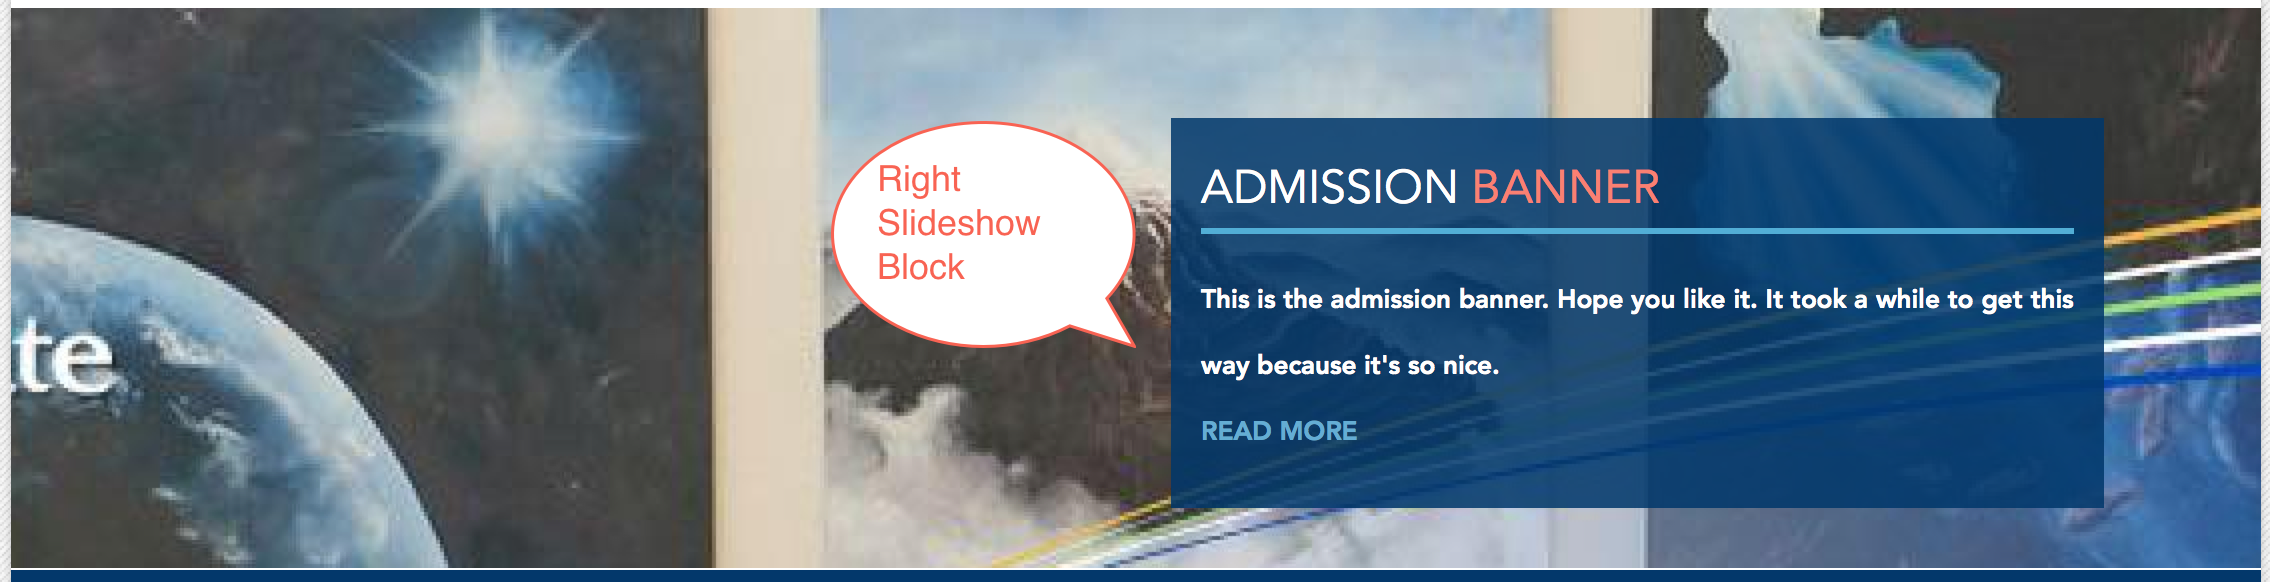 Right
Slideshow
Block
ADMISSION BANNER
This is the admission banner. Hope you like it. It took a while to get this
way because it's so nice.
READ MORE
te